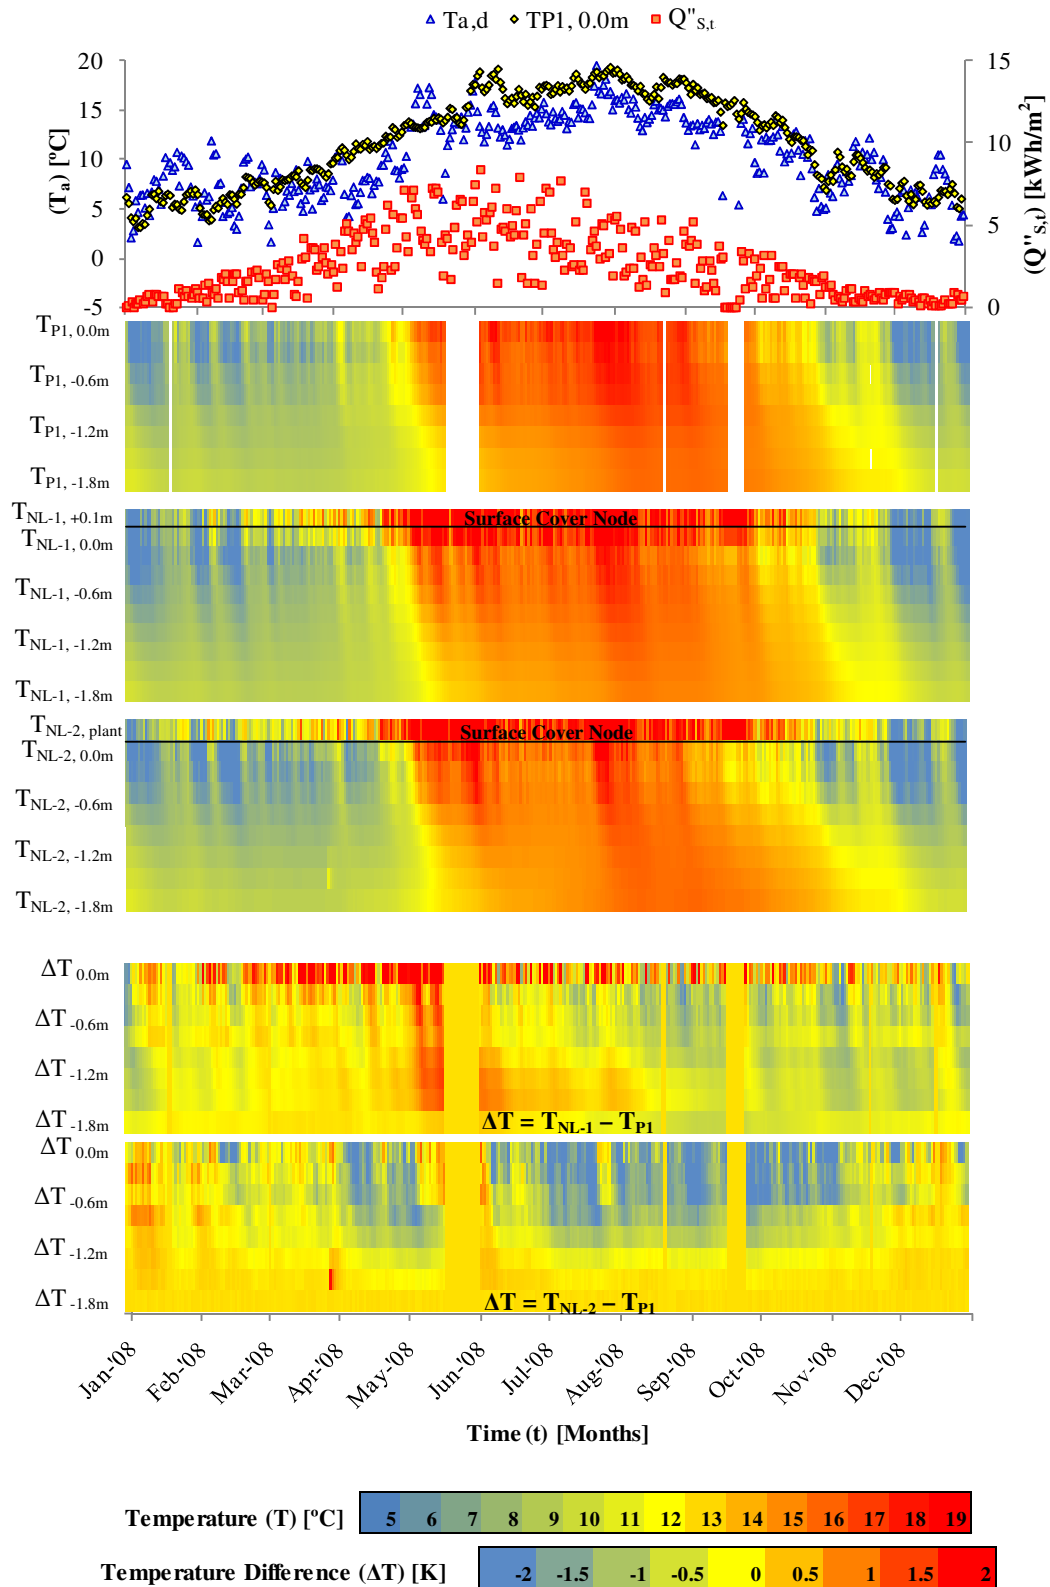 Ta,d TP1, 0.0m Q"S,t
20 15
15
10
10
5
5
0
-5 0
(Ta) [ºC]
(Q"S,t) [kWh/m²]
TP1, 0.0m
TP1, -0.6m
TP1, -1.2m
TP1, -1.8m
TNL-1, +0.1m
Surface Cover Node
TNL-1, 0.0m
TNL-1, -0.6m
TNL-1, -1.2m
TNL-1, -1.8m
TNL-2, plant
Surface Cover Node
TNL-2, 0.0m
TNL-2, -0.6m
TNL-2, -1.2m
TNL-2, -1.8m
ΔT 0.0m
ΔT -0.6m
ΔT -1.2m
ΔT -1.8m
ΔT = TNL-1 – TP1
ΔT 0.0m
ΔT -0.6m
ΔT -1.2m
ΔT -1.8m
ΔT = TNL-2 – TP1
Jan-'08 Feb-'08 Mar-'08 Apr-'08 May-'08 Jun-'08 Jul-'08 Aug-'08 Sep-'08 Oct-'08 Nov-'08 Dec-'08
Time (t) [Months]
Temperature (T) [ºC] 5 6 7 8 9 10 11 12 13 14 15 16 17 18 19
Temperature Difference (ΔT) [K] -2 -1.5 -1 -0.5 0 0.5 1 1.5 2